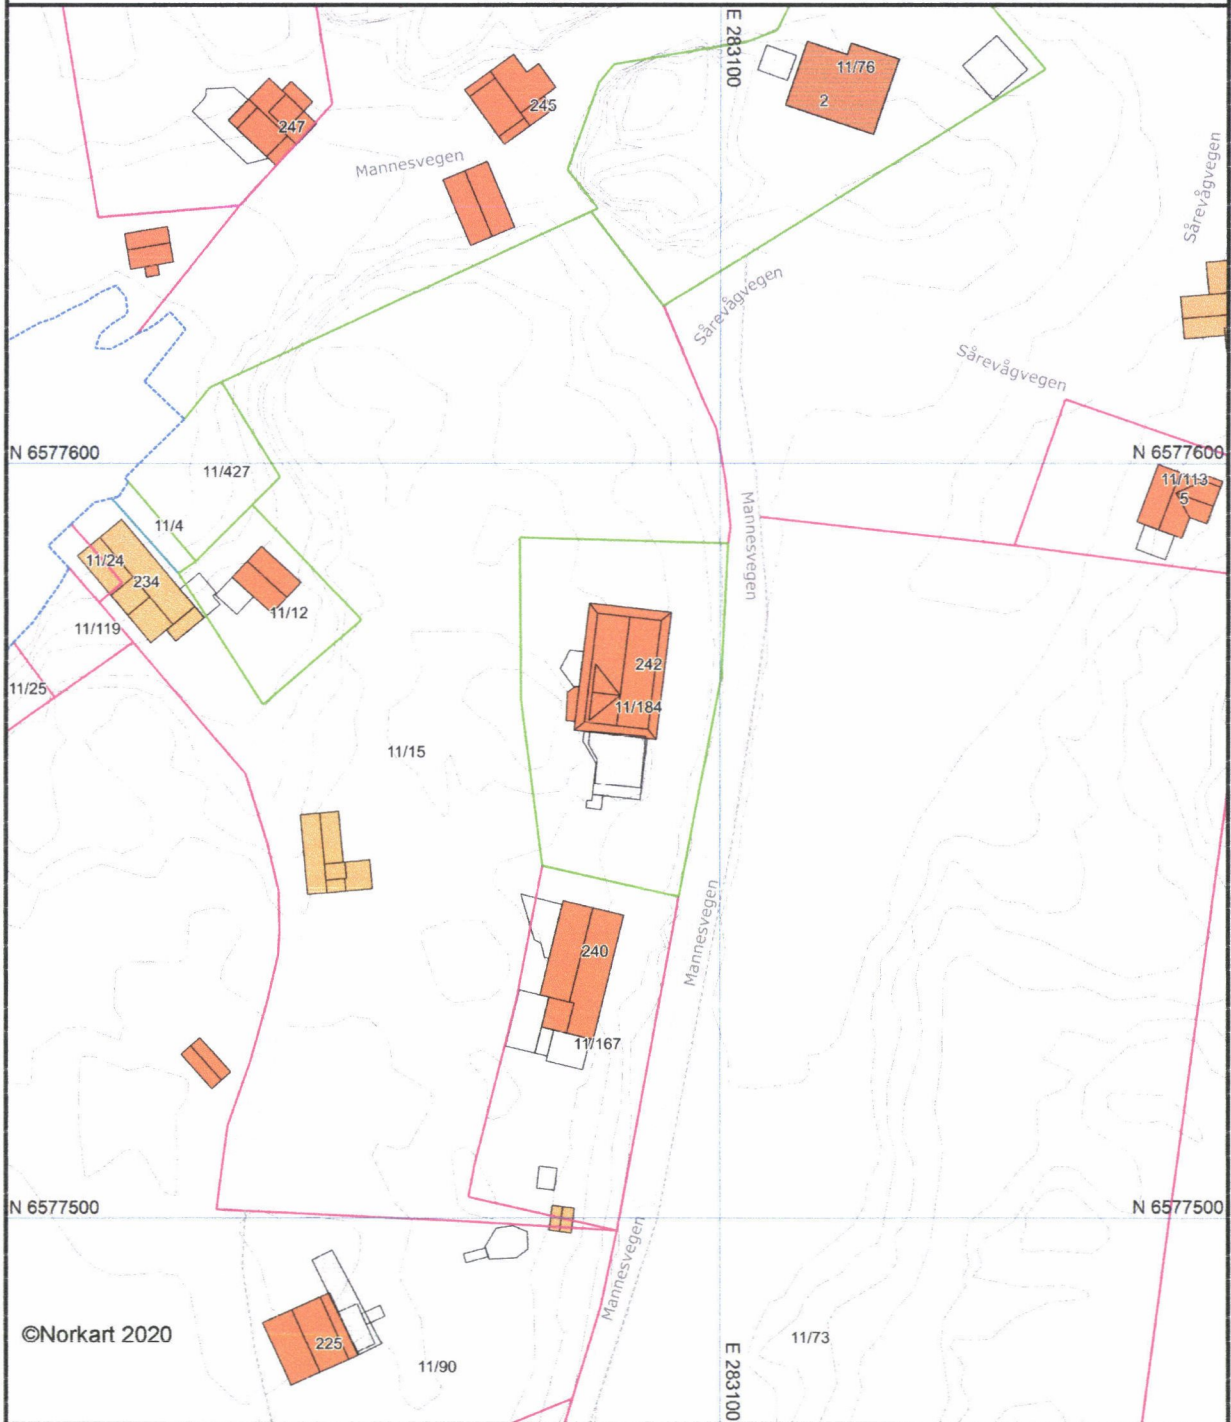 E 283100
11/76
2
245
247
Mannesvegen
Sårevågvegen
Sårevågvegen
Sårevågvegen
N 6577600
N 6577600
11/427
11/113
5
Mannesvegen
11/4
11/24
234
11/12
11/119
242
11/25
11/184
11/15
Mannesvegen
240
11/167
N 6577500
N 6577500
Mannesvegen
©Norkart 2020
225
11/90
11/73
E 283100